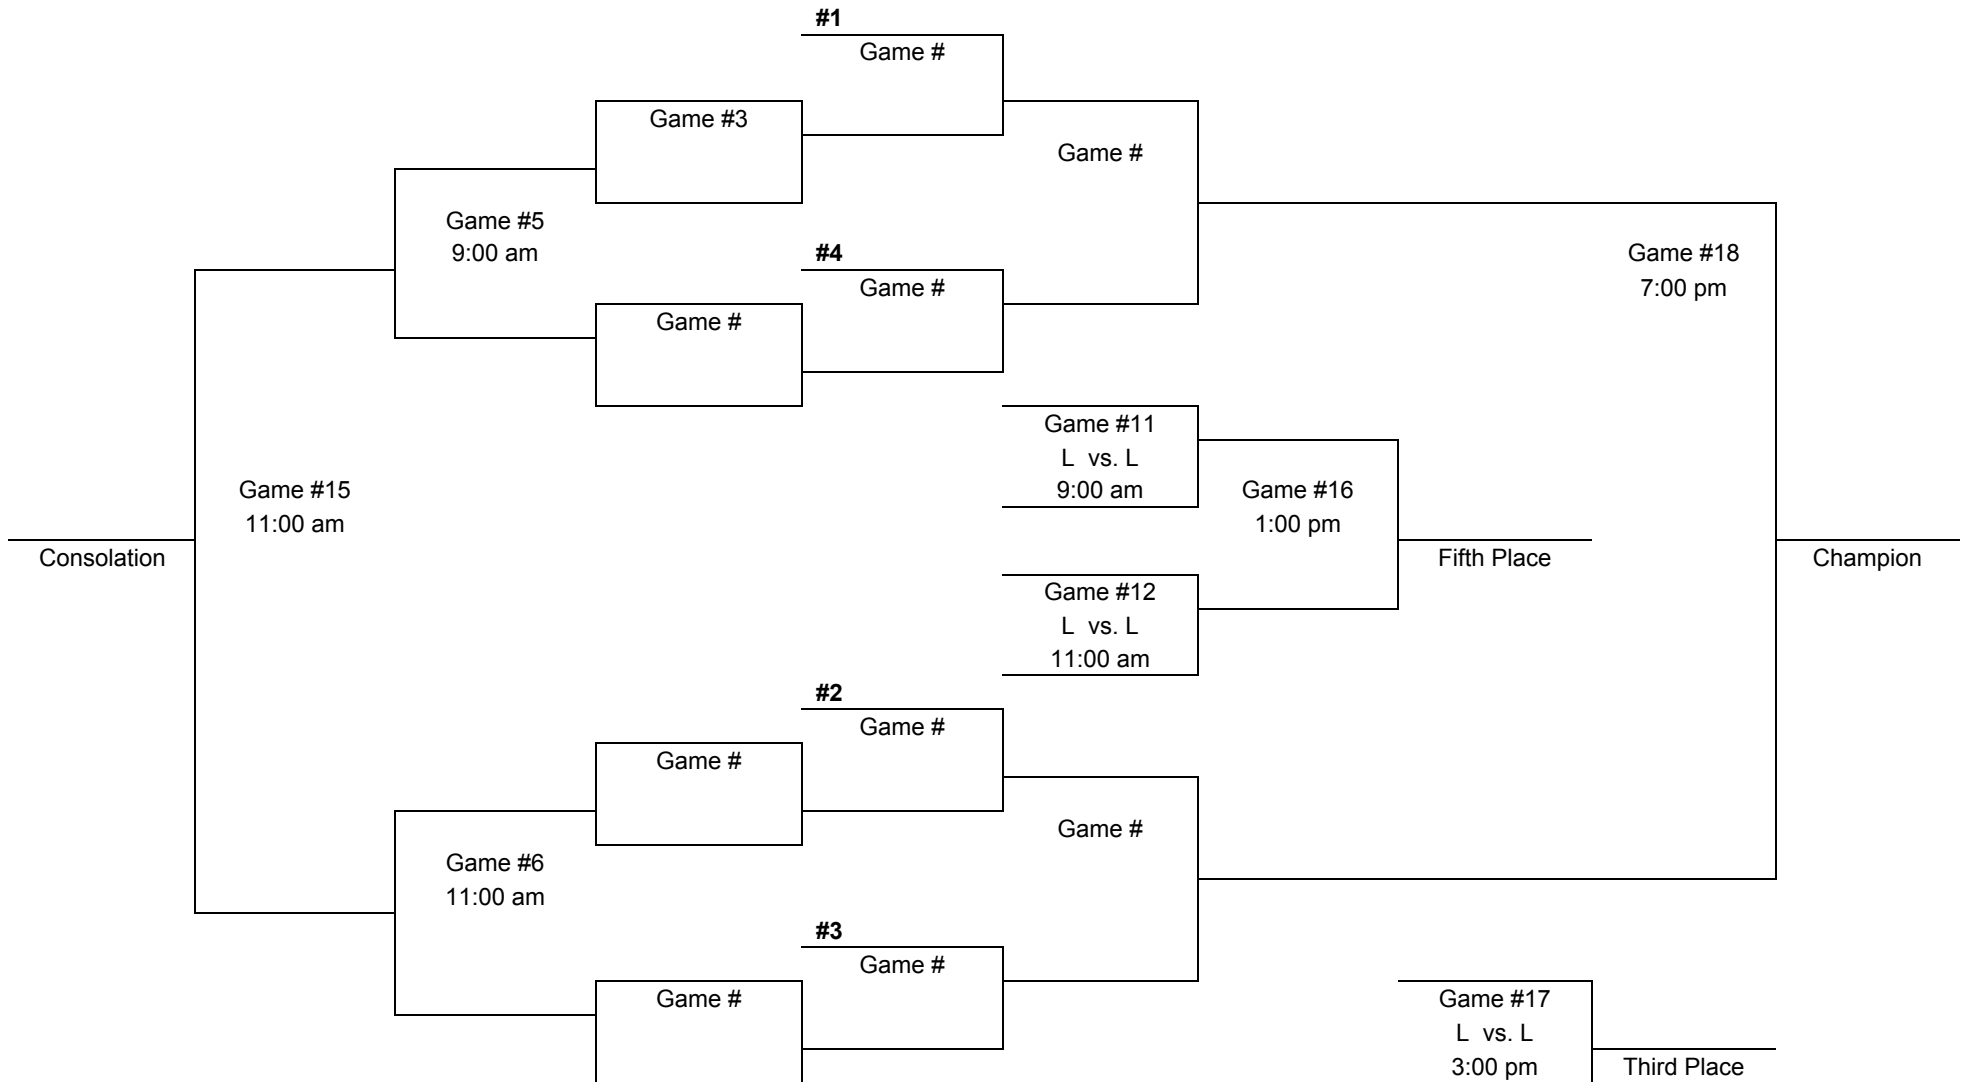 #1
Game #
Game #3
Game #
Game #5
9:00 am
#4
Game #18
Game #
7:00 pm
Game #
Game #11
L vs. L
Game #15
9:00 am
Game #16
11:00 am
1:00 pm
Consolation
Fifth Place
Champion
Game #12
L vs. L
11:00 am
#2
Game #
Game #
Game #
Game #6
11:00 am
#3
Game #
Game #
Game #17
L vs. L
3:00 pm
Third Place